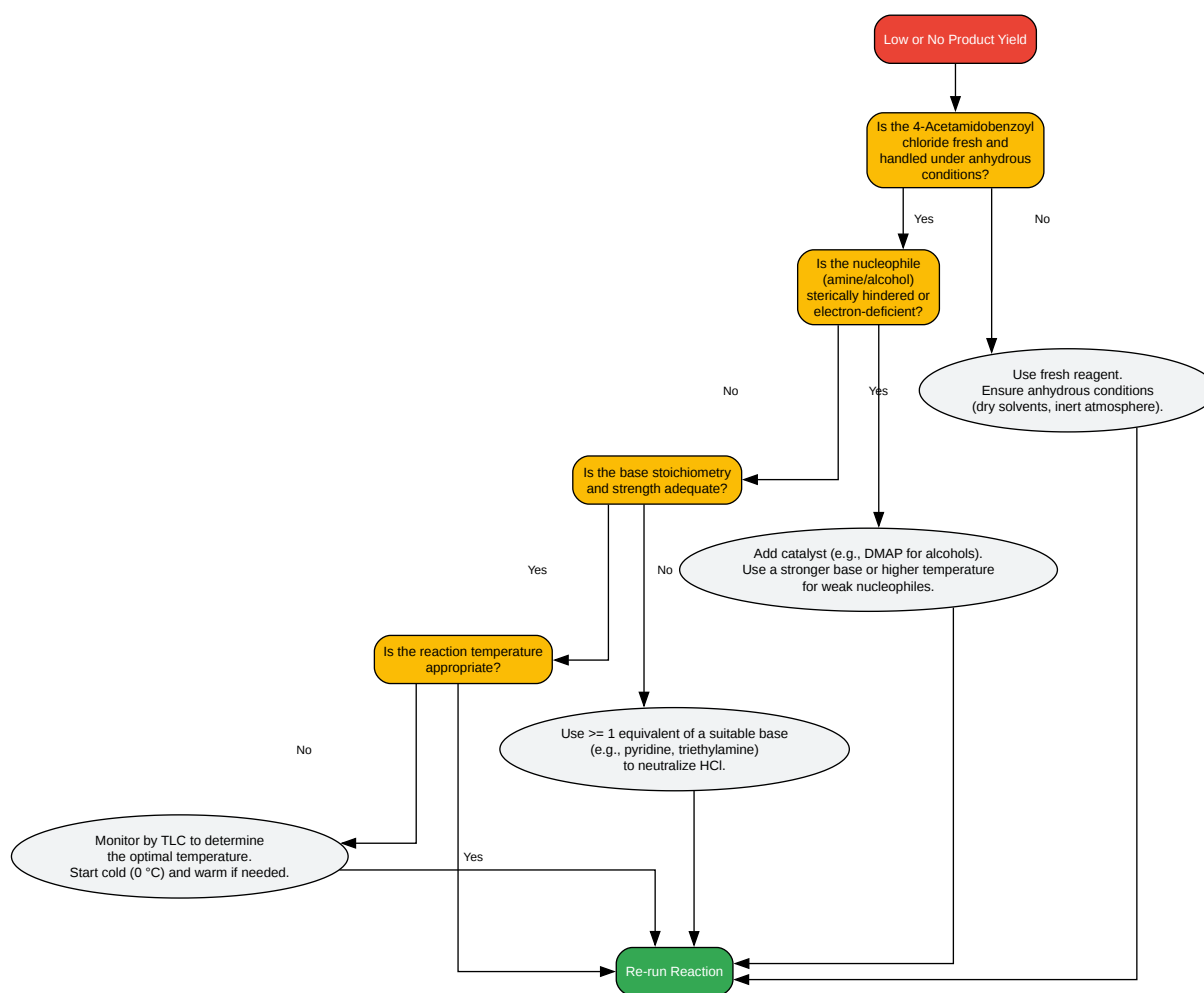 Low or No Product Yield
Is the 4-Acetamidobenzoyl
chloride fresh and
handled under anhydrous
conditions?
Yes
No
Is the nucleophile
(amine/alcohol)
sterically hindered or
electron-deficient?
No
Yes
Use fresh reagent.
Ensure anhydrous conditions
(dry solvents, inert atmosphere).
Is the base stoichiometry
and strength adequate?
Yes
No
Add catalyst (e.g., DMAP for alcohols).
Use a stronger base or higher temperature
for weak nucleophiles.
Is the reaction temperature
appropriate?
No
Use >= 1 equivalent of a suitable base
(e.g., pyridine, triethylamine)
to neutralize HCl.
Monitor by TLC to determine
the optimal temperature.
Start cold (0 °C) and warm if needed.
Yes
Re-run Reaction